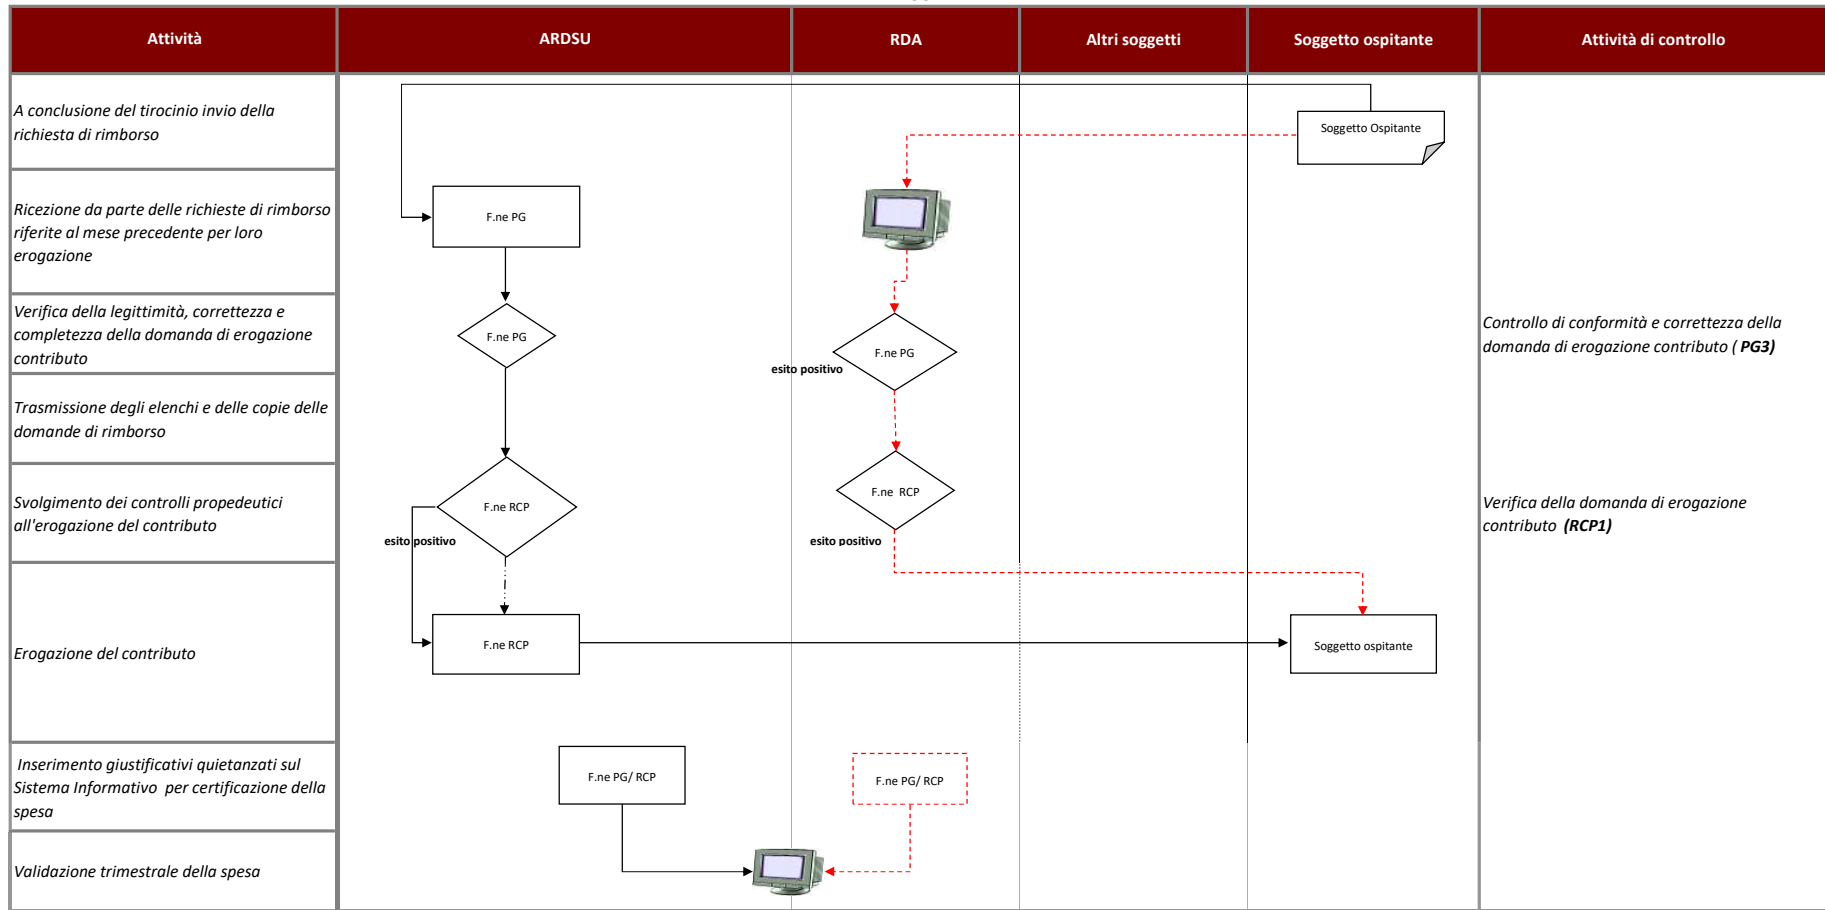 Attività
ARDSU
RDA
Altri soggetti
Soggetto ospitante
Attività di controllo
A conclusione del tirocinio invio della
richiesta di rimborso
Soggetto Ospitante
Ricezione da parte delle richieste di rimborso
riferite al mese precedente per loro
erogazione
F.ne PG
Verifica della legittimità, correttezza e
completezza della domanda di erogazione
contributo
F.ne PG
F.ne PG
esito positivo
Controllo di conformità e correttezza della
domanda di erogazione contributo ( PG3)
Trasmissione degli elenchi e delle copie delle
domande di rimborso
Svolgimento dei controlli propedeutici
all'erogazione del contributo
F.ne RCP
esito positivo
F.ne RCP
esito positivo
Verifica della domanda di erogazione
contributo (RCP1)
Erogazione del contributo
F.ne RCP
Soggetto ospitante
Inserimento giustificativi quietanzati sul
Sistema Informativo per certificazione della
spesa
F.ne PG/ RCP
F.ne PG/ RCP
Validazione trimestrale della spesa